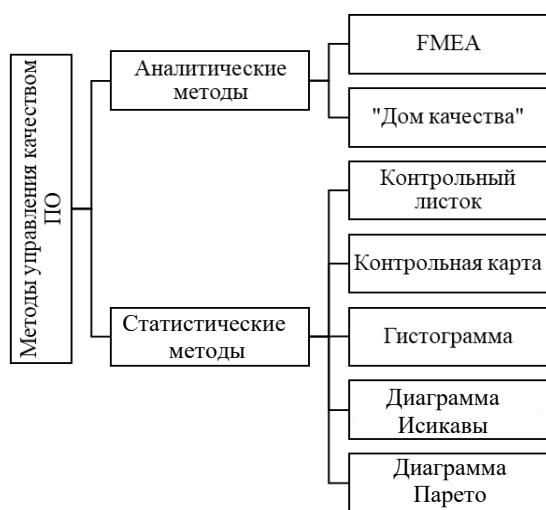 Методы управления качеством
ПО
Аналитические
методы
FMEA
"Дом качества"
Статистические
методы
Контрольный
листок
Контрольная карта
Гистограмма
Диаграмма
Исикавы
Диаграмма
Парето